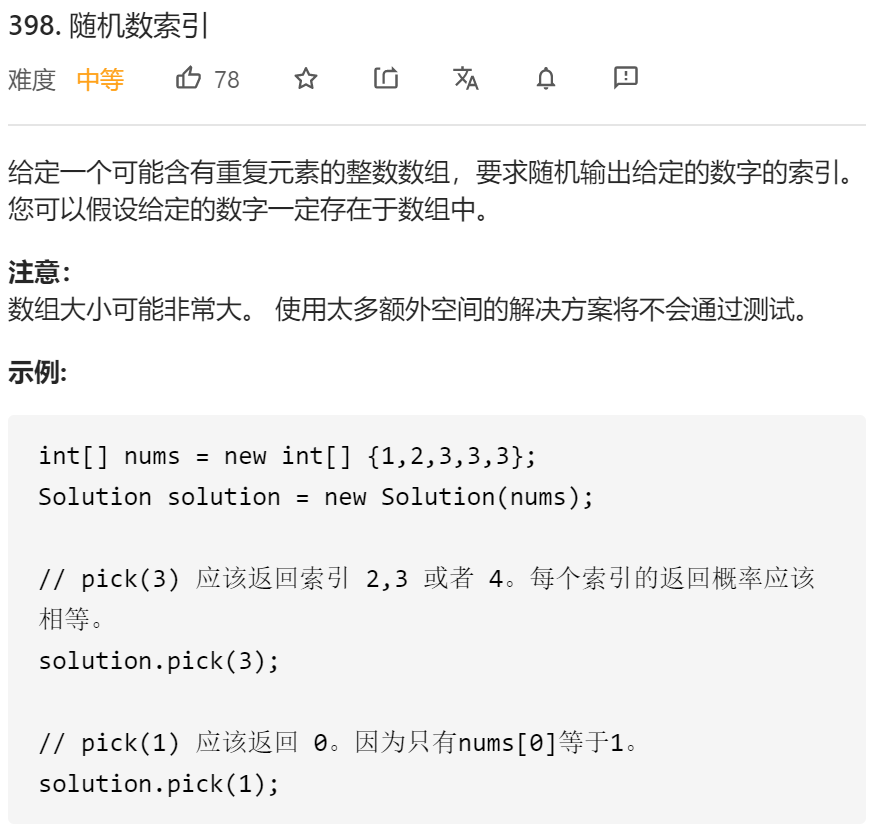 398. 随机数索引
难度 中等 78
给定一个可能含有重复元素的整数数组，要求随机输出给定的数字的索引。
您可以假设给定的数字一定存在于数组中。
注意：
数组大小可能非常大。 使用太多额外空间的解决方案将不会通过测试。
示例:
int[] nums = new int[] {1,2,3,3,3};
Solution solution = new Solution(nums);
// pick(3) 应该返回索引 2,3 或者 4。每个索引的返回概率应该
相等。
solution.pick(3);
// pick(1) 应该返回 0。因为只有nums[0]等于1。
solution.pick(1);